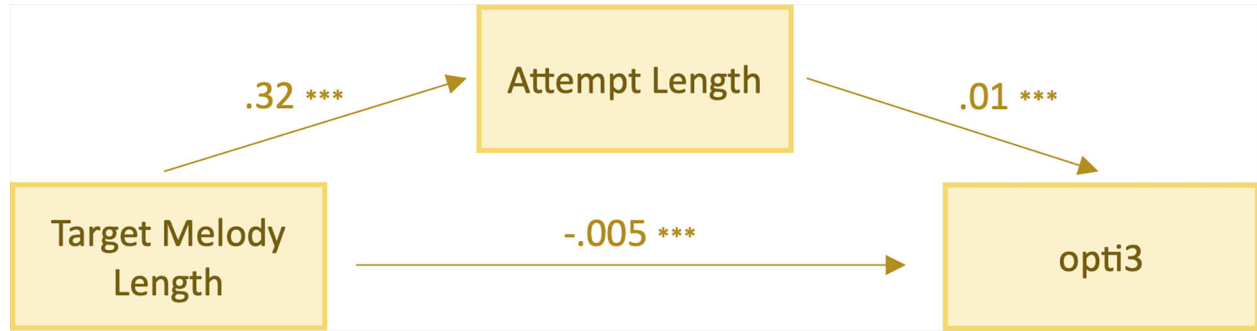 Attempt Length
.32 ***
.01 ***
Target Melody
Length
-.005 ***
opti3